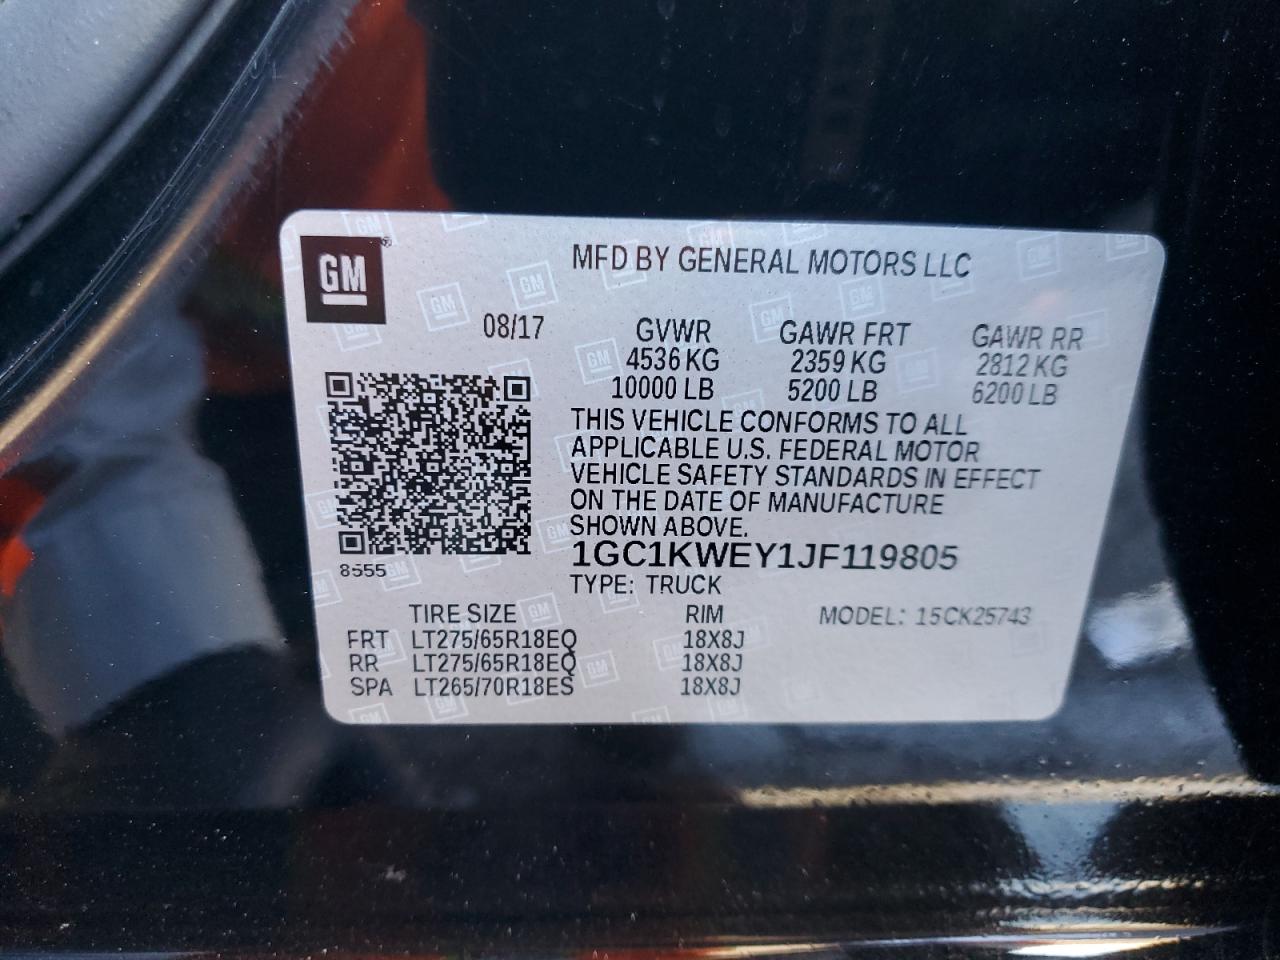 GM
MFD BY GENERAL MOTORS LLC
08/17 GVWR GAWR FRT GAWR RR
4536 KG 2359 KG 2812 KG
10000 LB 5200 LB 6200 LB
THIS VEHICLE CONFORMS TO ALL
APPLICABLE U.S. FEDERAL MOTOR
VEHICLE SAFETY STANDARDS IN EFFECT
ON THE DATE OF MANUFACTURE
SHOWN ABOVE.
1GC1KWEY1JF119805
8555
TYPE: TRUCK
TIRE SIZE RIM MODEL: 15CK25743
FRT LT275/65R18EQ 18X8J
RR LT275/65R18EQ 18X8J
SPA LT265/70R18ES 18X8J